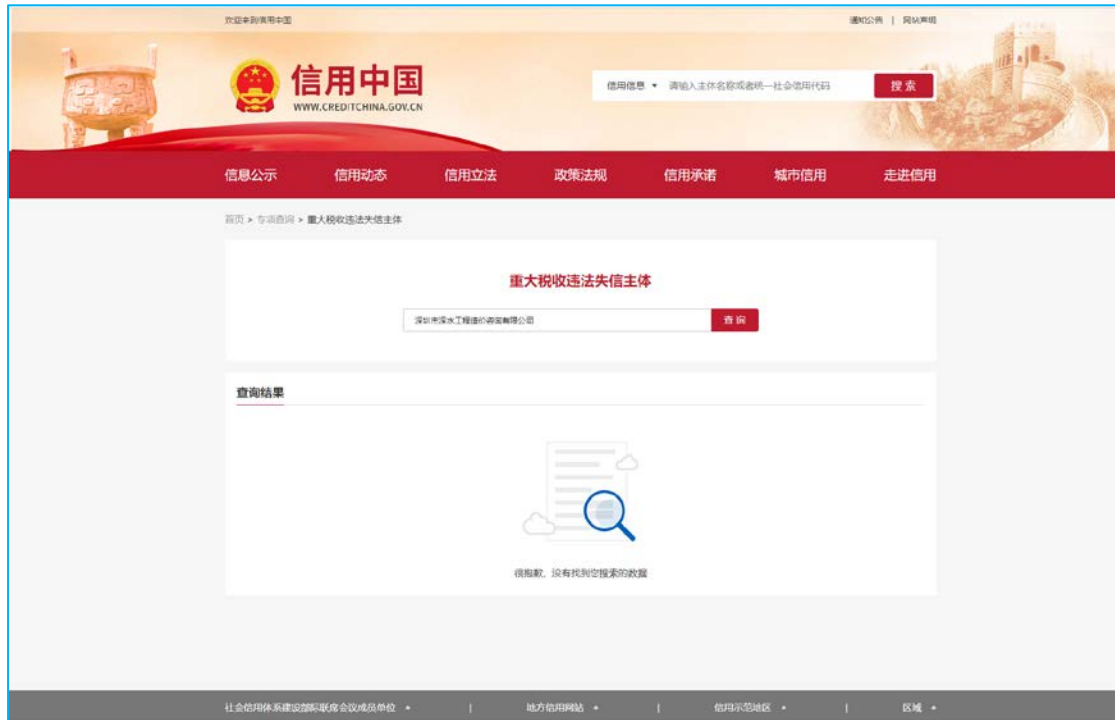 欢迎来到信用中国
通知公告 | 网站声明
信用中国
WWW.CREDITCHINA.GOV.CN
信用信息 ▾ 请输入主体名称或者统一社会信用代码 搜索
信息公示 信用动态 信用立法 政策法规 信用承诺 城市信用 走进信用
首页 > 专项查询 > 重大税收违法失信主体
重大税收违法失信主体
深圳市深水工程造价咨询有限公司 查询
查询结果
很抱歉，没有找到您搜索的数据
社会信用体系建设部际联席会议成员单位 | 地方信用网站 | 信用示范地区 | 区域